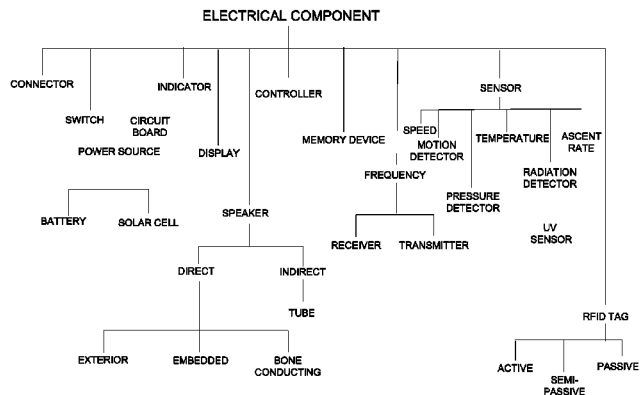 ELECTRICAL COMPONENT
CONNECTOR
INDICATOR
CONTROLLER
SENSOR
SWITCH
CIRCUIT
BOARD
POWER SOURCE
DISPLAY
MEMORY DEVICE
SPEED
MOTION
DETECTOR
TEMPERATURE
ASCENT
RATE
FREQUENCY
PRESSURE
DETECTOR
RADIATION
DETECTOR
BATTERY
SOLAR CELL
SPEAKER
RECEIVER
TRANSMITTER
UV
SENSOR
DIRECT
INDIRECT
TUBE
RFID TAG
EXTERIOR
EMBEDDED
BONE
CONDUCTING
ACTIVE
SEMI-
PASSIVE
PASSIVE